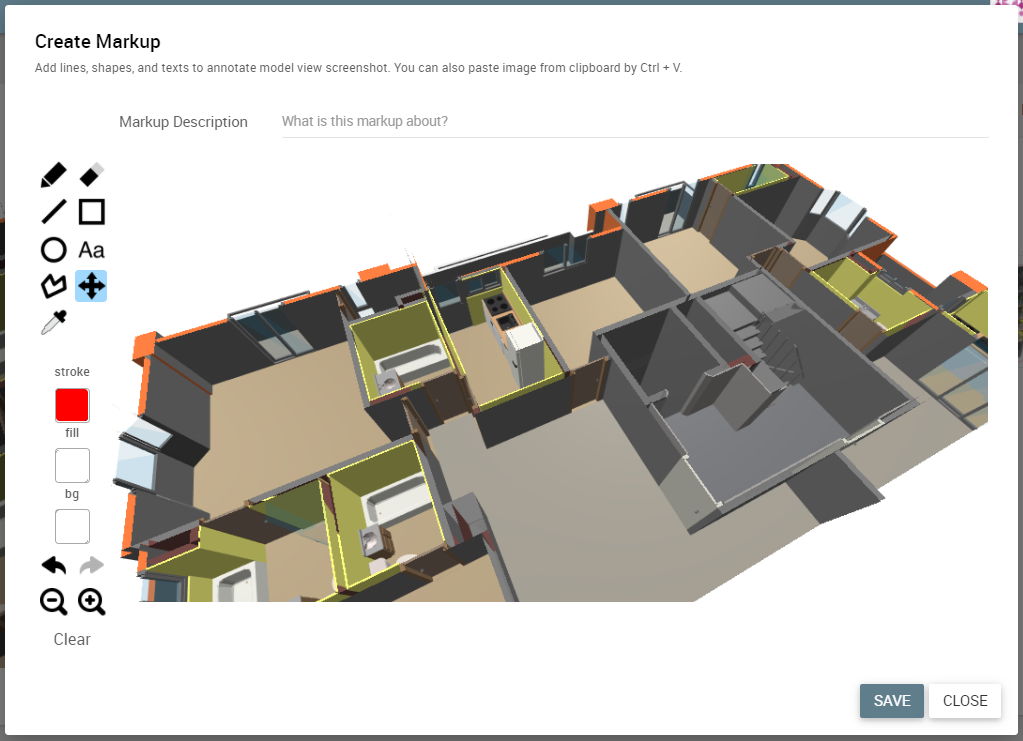 Create Markup
Add lines, shapes, and texts to annotate model view screenshot. You can also paste image from clipboard by Ctrl + V.
Markup Description
What is this markup about?
Aa
stroke
fill
bg
Clear
SAVE
CLOSE